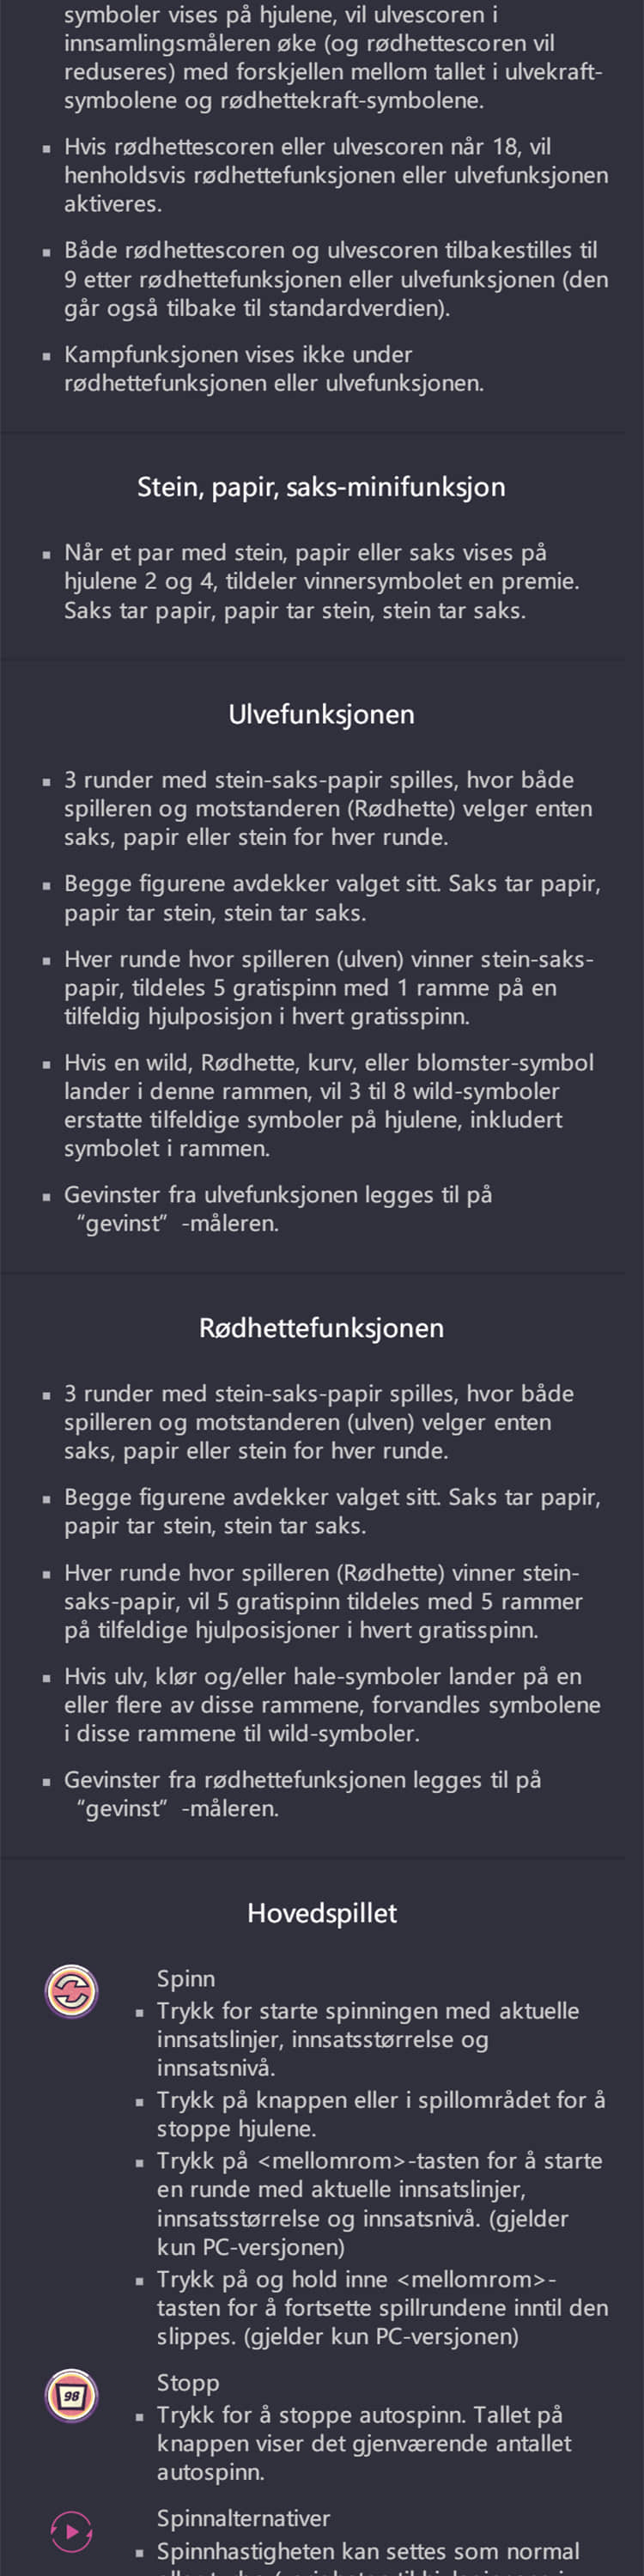 symboler vises på hjulene, vil ulvescoren i
innsamlingsmåleren øke (og rødhettescoren vil
reduseres) med forskjellen mellom tallet i ulvekraft-
symbolene og rødhettekraft-symbolene.
▪ Hvis rødhettescoren eller ulvescoren når 18, vil
henholdsvis rødhettefunksjonen eller ulvefunksjonen
aktiveres.
▪ Både rødhettescoren og ulvescoren tilbakestilles til
9 etter rødhettefunksjonen eller ulvefunksjonen (den
går også tilbake til standardverdien).
▪ Kampfunksjonen vises ikke under
rødhettefunksjonen eller ulvefunksjonen.
Stein, papir, saks-minifunksjon
▪ Når et par med stein, papir eller saks vises på
hjulene 2 og 4, tildeler vinnersymbolet en premie.
Saks tar papir, papir tar stein, stein tar saks.
Ulvefunksjonen
▪ 3 runder med stein-saks-papir spilles, hvor både
spilleren og motstanderen (Rødhette) velger enten
saks, papir eller stein for hver runde.
▪ Begge figurene avdekker valget sitt. Saks tar papir,
papir tar stein, stein tar saks.
▪ Hver runde hvor spilleren (ulven) vinner stein-saks-
papir, tildeles 5 gratispinn med 1 ramme på en
tilfeldig hjulposisjon i hvert gratisspinn.
▪ Hvis en wild, Rødhette, kurv, eller blomster-symbol
lander i denne rammen, vil 3 til 8 wild-symboler
erstatte tilfeldige symboler på hjulene, inkludert
symbolet i rammen.
▪ Gevinster fra ulvefunksjonen legges til på
“gevinst” -måleren.
Rødhettefunksjonen
▪ 3 runder med stein-saks-papir spilles, hvor både
spilleren og motstanderen (ulven) velger enten
saks, papir eller stein for hver runde.
▪ Begge figurene avdekker valget sitt. Saks tar papir,
papir tar stein, stein tar saks.
▪ Hver runde hvor spilleren (Rødhette) vinner stein-
saks-papir, vil 5 gratispinn tildeles med 5 rammer
på tilfeldige hjulposisjoner i hvert gratisspinn.
▪ Hvis ulv, klør og/eller hale-symboler lander på en
eller flere av disse rammene, forvandles symbolene
i disse rammene til wild-symboler.
▪ Gevinster fra rødhettefunksjonen legges til på
“gevinst” -måleren.
Hovedspillet
Spinn
▪ Trykk for starte spinningen med aktuelle
innsatslinjer, innsatsstørrelse og
innsatsnivå.
▪ Trykk på knappen eller i spillområdet for å
stoppe hjulene.
▪ Trykk på <mellomrom>-tasten for å starte
en runde med aktuelle innsatslinjer,
innsatsstørrelse og innsatsnivå. (gjelder
kun PC-versjonen)
▪ Trykk på og hold inne <mellomrom>-
tasten for å fortsette spillrundene inntil den
slippes. (gjelder kun PC-versjonen)
98
Stopp
▪ Trykk for å stoppe autospinn. Tallet på
knappen viser det gjenværende antallet
autospinn.
Spinnalternativer
▪ Spinnhastigheten kan settes som normal